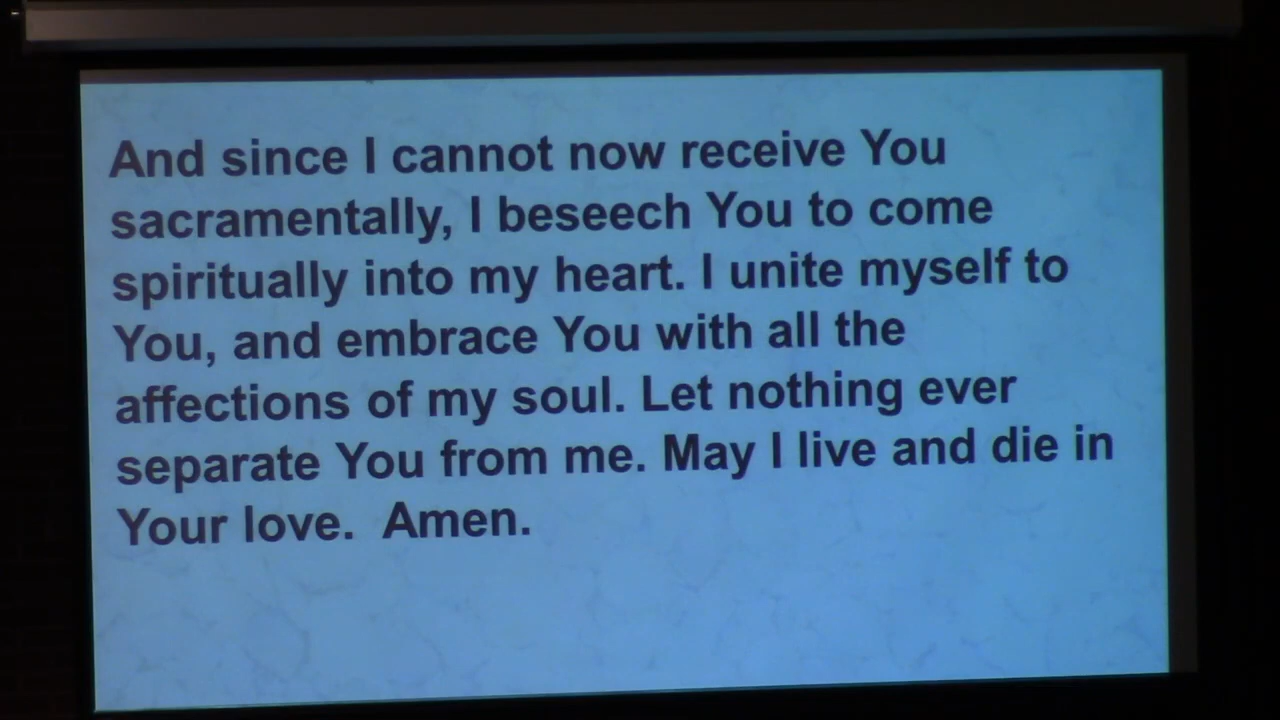 And since I cannot now receive You
sacramentally, I beseech You to come
spiritually into my heart. I unite myself to
You, and embrace You with all the
affections of my soul. Let nothing ever
separate You from me. May I live and die in
Your love.  Amen.